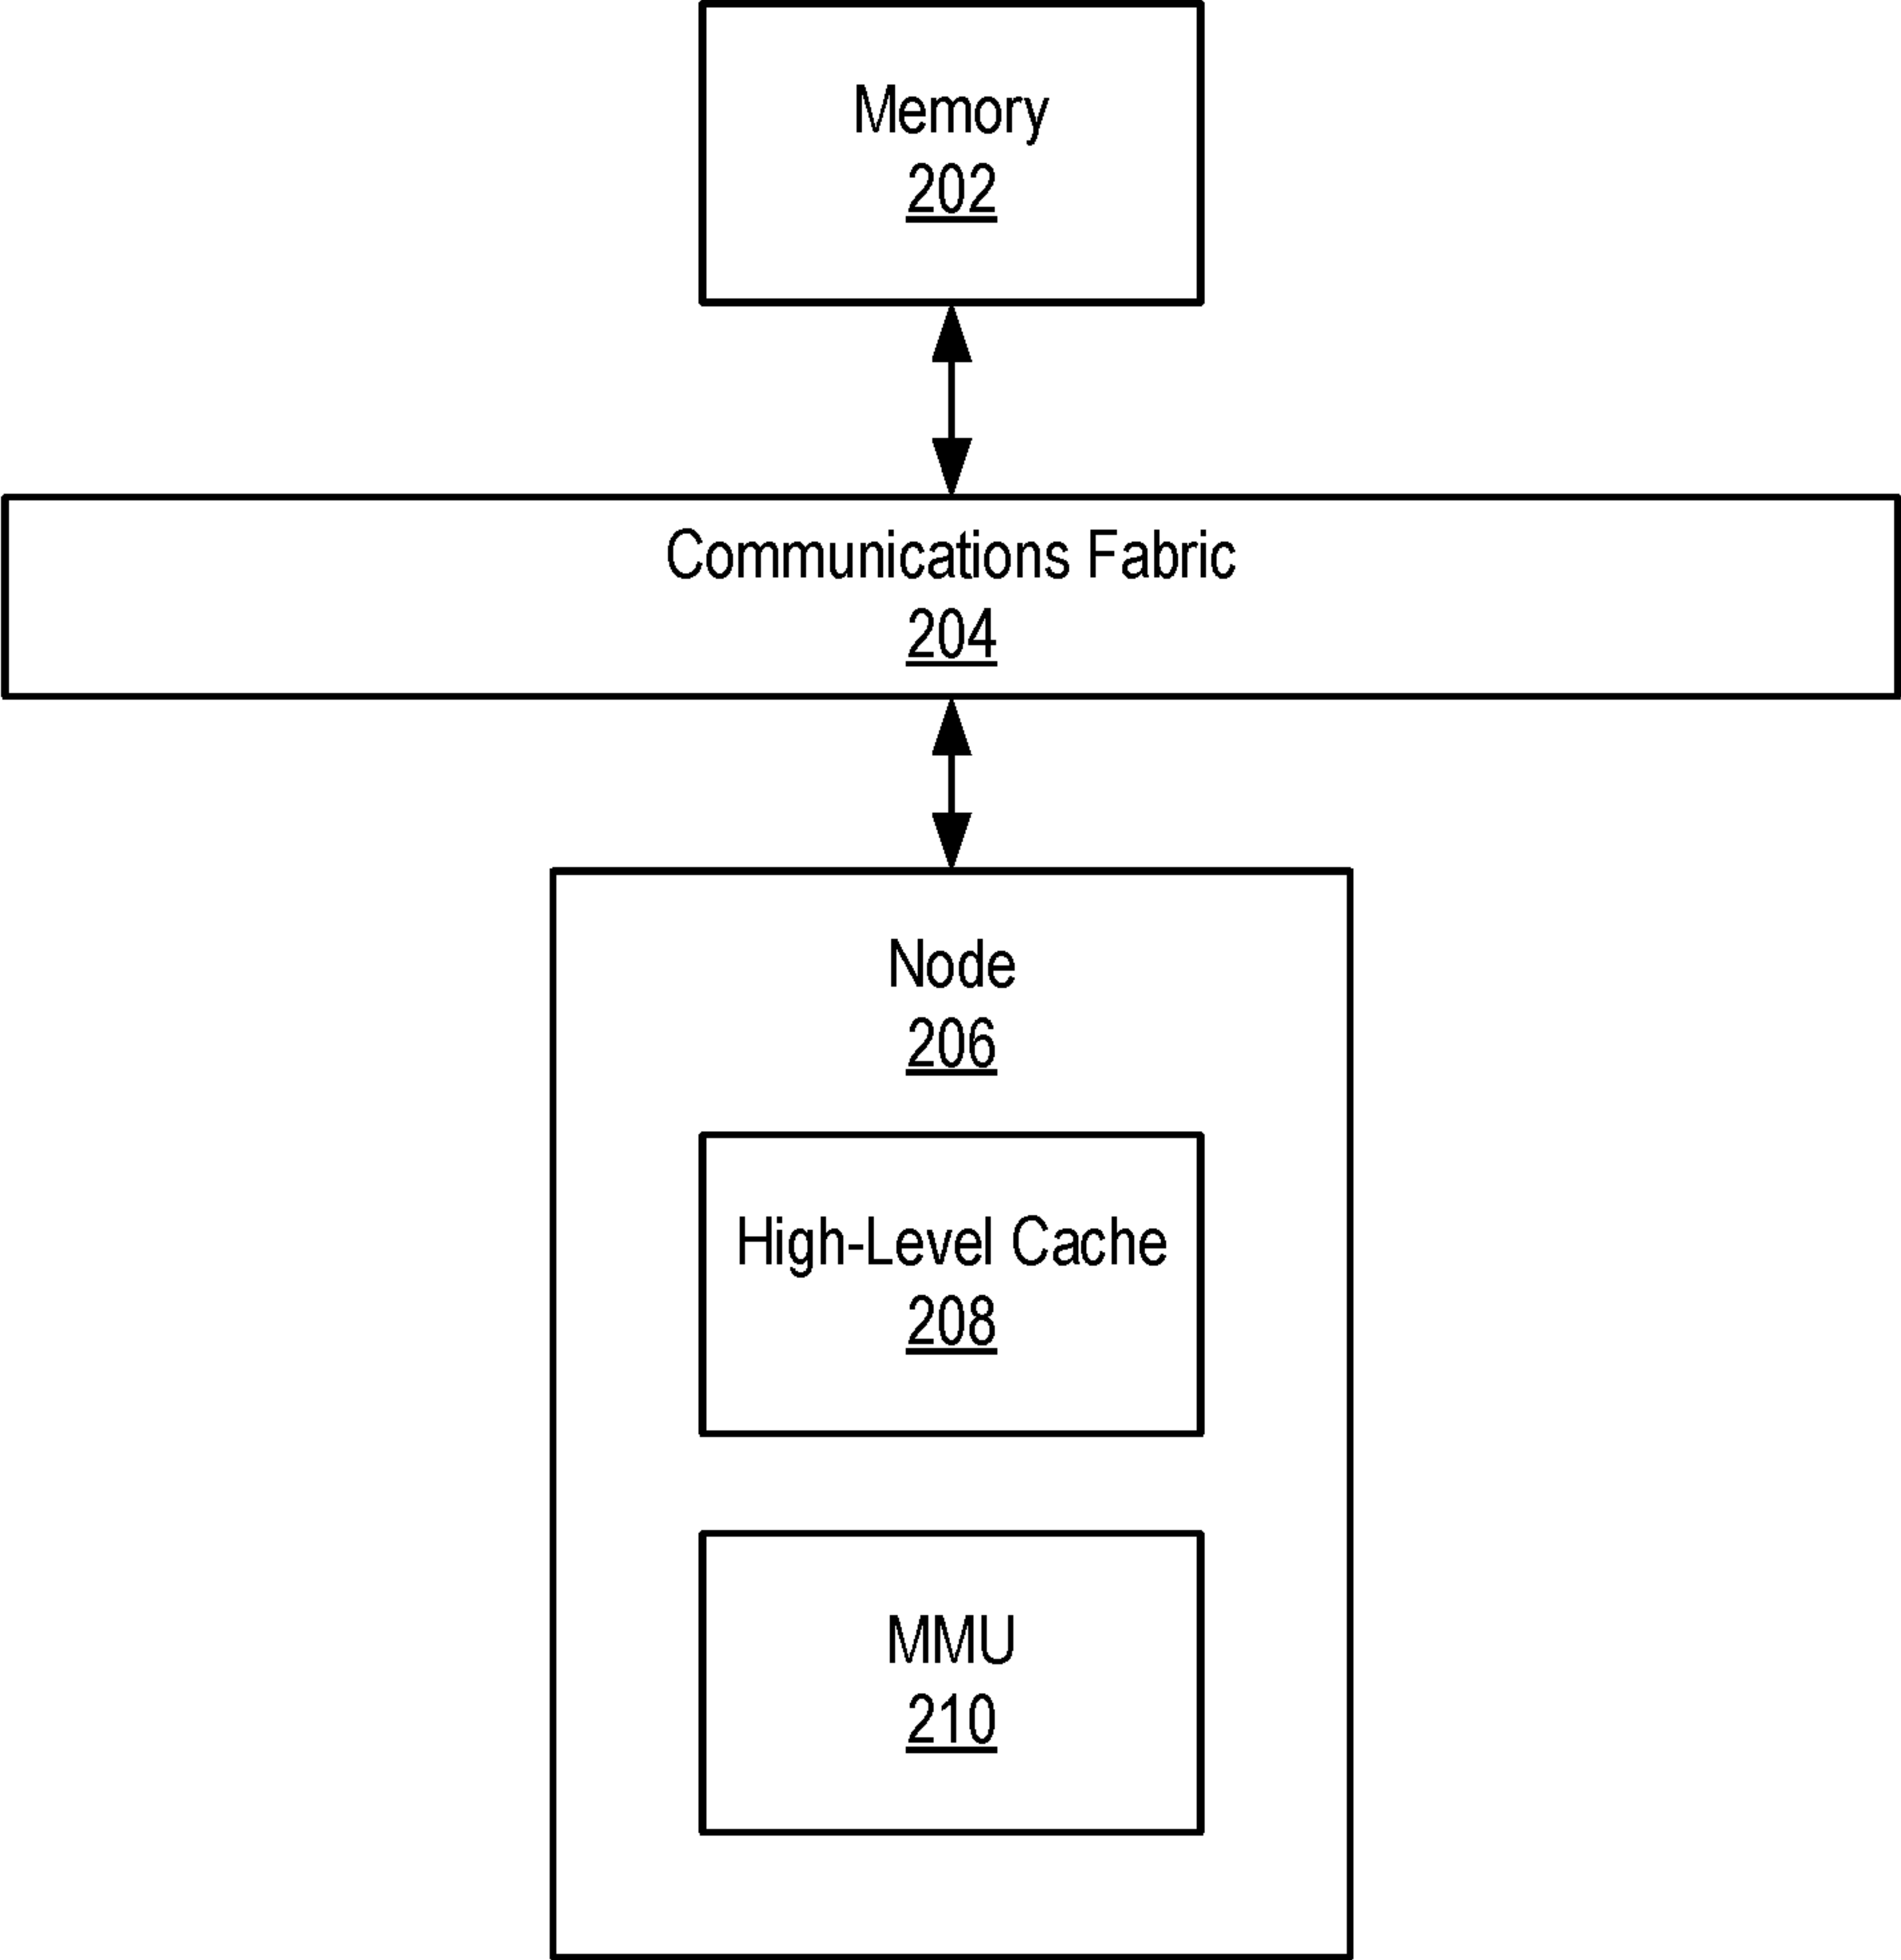 Memory
202
Communications Fabric
204
Node
206
High-Level Cache
208
MMU
210